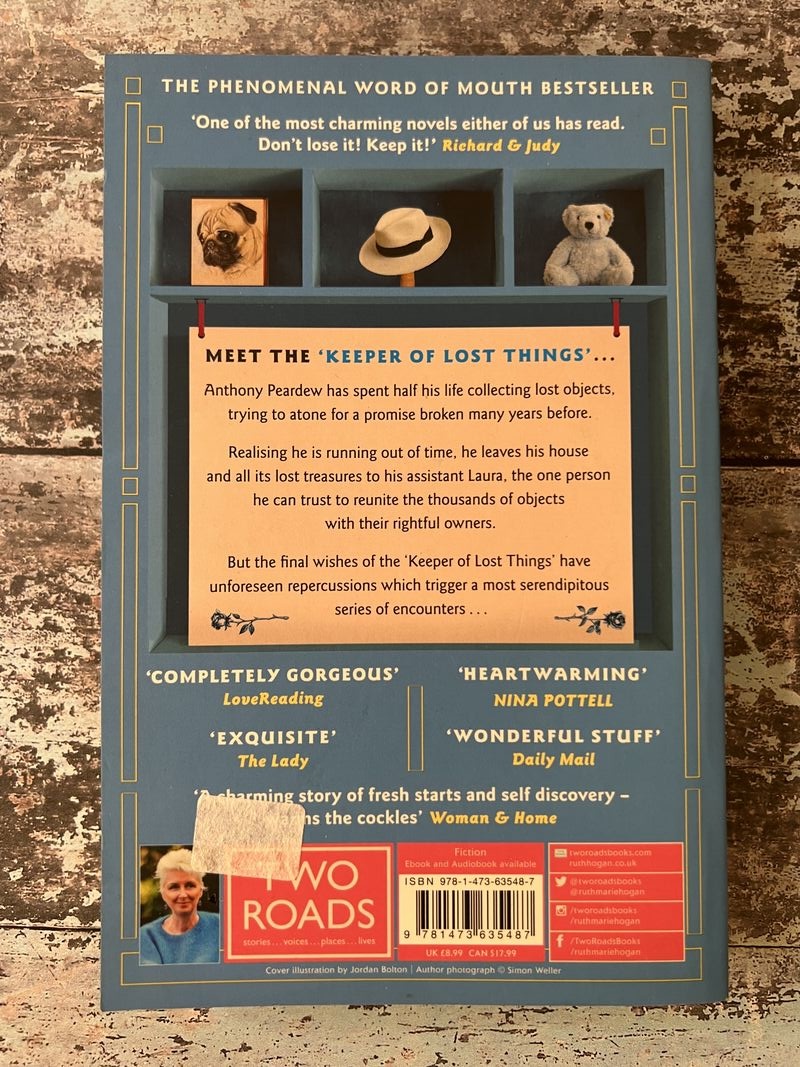 THE PHENOMENAL WORD OF MOUTH BESTSELLER
'One of the most charming novels either of us has read.
Don't lose it! Keep it!' Richard & Judy
MEET THE 'KEEPER OF LOST THINGS'...
Anthony Peardew has spent half his life collecting lost objects,
trying to atone for a promise broken many years before.
Realising he is running out of time, he leaves his house
and all its lost treasures to his assistant Laura, the one person
he can trust to reunite the thousands of objects
with their rightful owners.
But the final wishes of the 'Keeper of Lost Things' have
unforeseen repercussions which trigger a most serendipitous
series of encounters . . .
'COMPLETELY GORGEOUS'
LoveReading
'HEARTWARMING'
NINA POTTELL
'EXQUISITE'
The Lady
'WONDERFUL STUFF'
Daily Mail
'A charming story of fresh starts and self discovery –
the cockles' Woman & Home
TWO
ROADS
stories . . . voices . . . places . . . lives
Fiction
Ebook and Audiobook available
ISBN 978-1-473-63548-7
9 781473 635487
UK £8.99 CAN $17.99
tworoadsbooks.com
ruthhogan.co.uk
@tworoadsbooks
@ruthmariehogan
/tworoadsbooks
/ruthmariehogan
/TwoRoadsBooks
/ruthmariehogan
Cover illustration by Jordan Bolton | Author photograph © Simon Weller